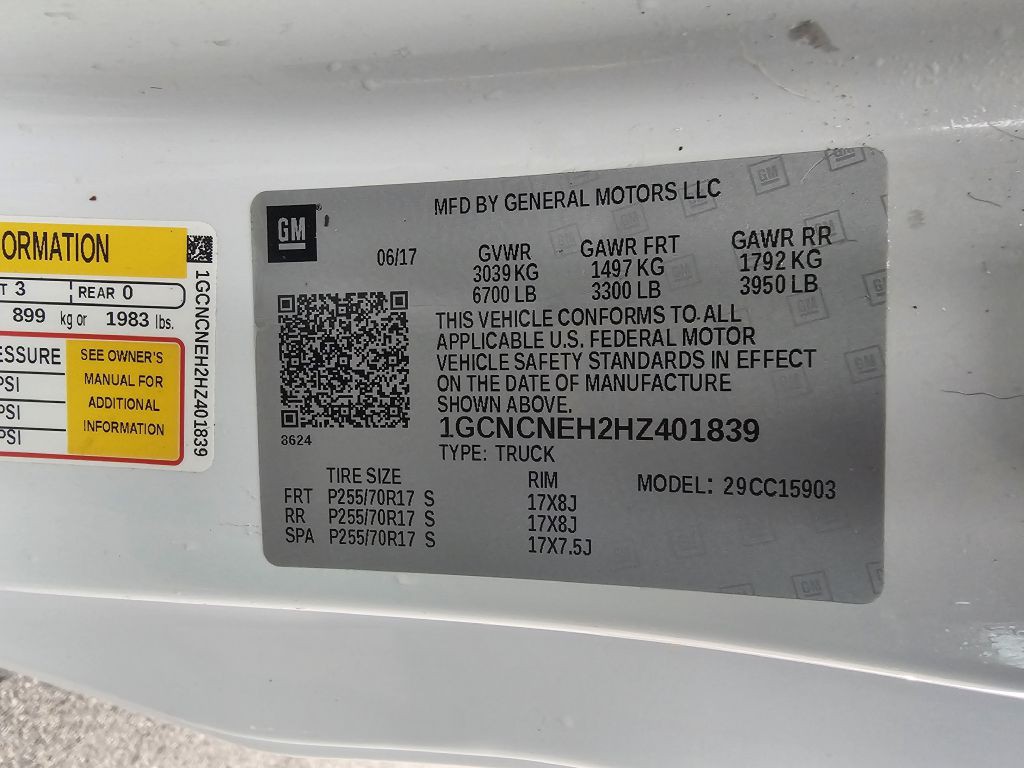 ORMATION
T 3 REAR 0
899 kg or 1983 lbs.
ESSURE
PSI
PSI
PSI
SEE OWNER'S
MANUAL FOR
ADDITIONAL
INFORMATION
1GCNCNEH2HZ401839
GM
MFD BY GENERAL MOTORS LLC
06/17
GVWR
3039 KG
6700 LB
GAWR FRT
1497 KG
3300 LB
GAWR RR
1792 KG
3950 LB
THIS VEHICLE CONFORMS TO ALL
APPLICABLE U.S. FEDERAL MOTOR
VEHICLE SAFETY STANDARDS IN EFFECT
ON THE DATE OF MANUFACTURE
SHOWN ABOVE.
1GCNCNEH2HZ401839
TYPE: TRUCK
3624
TIRE SIZE
FRT P255/70R17 S
RR P255/70R17 S
SPA P255/70R17 S
RIM
17X8J
17X8J
17X7.5J
MODEL: 29CC15903